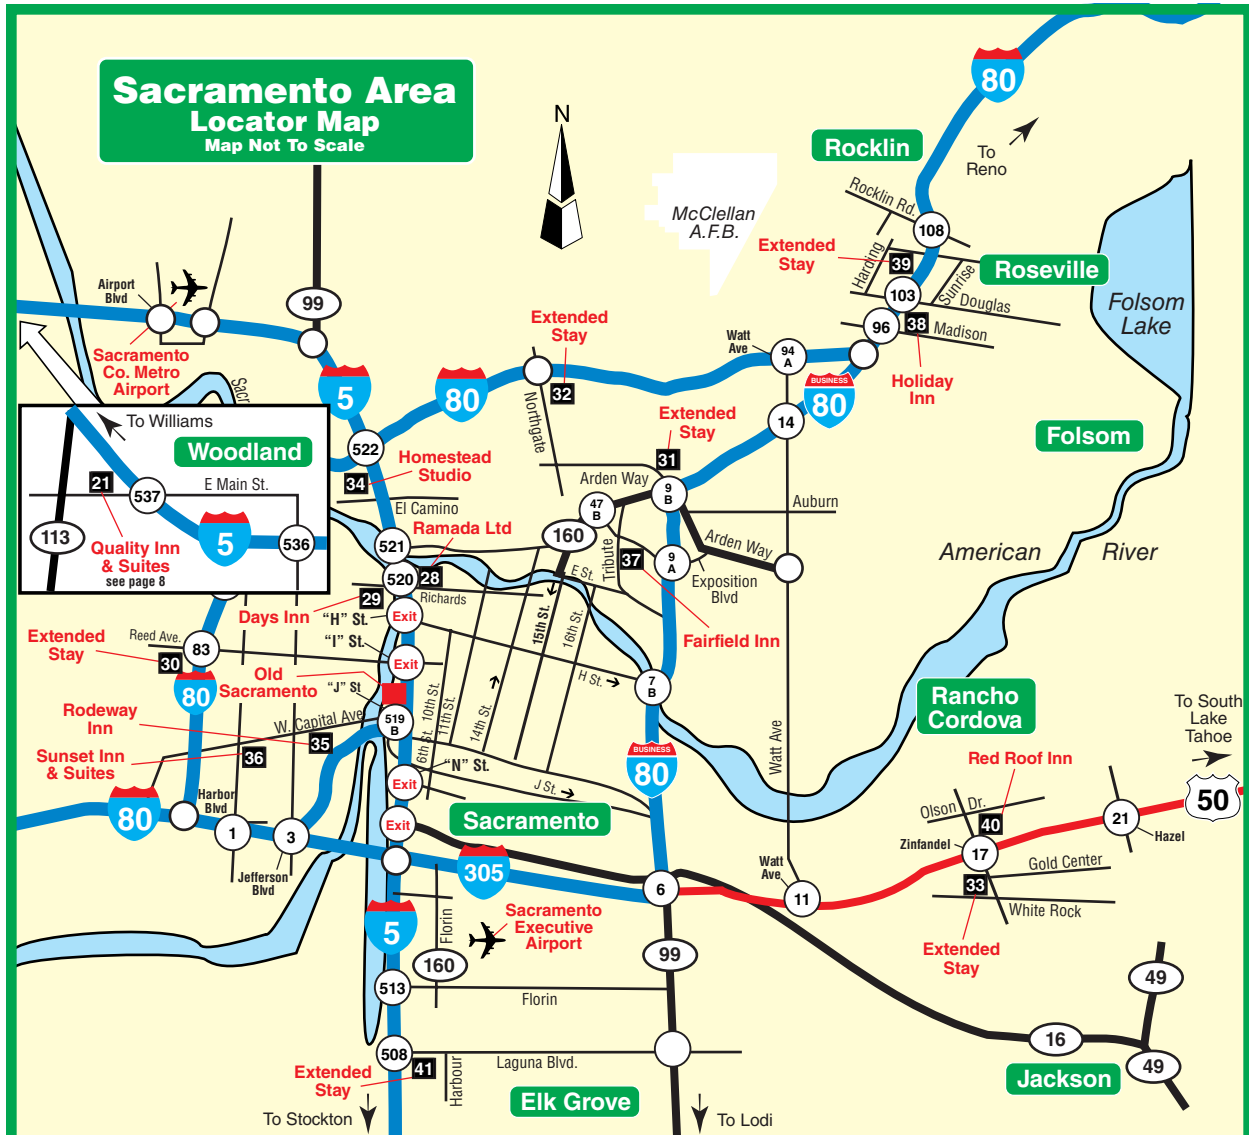 Sacramento Area
Locator Map
Map Not To Scale
N
80
Rocklin
To
Reno
Rocklin Rd.
McClellan
A.F.B.
108
Extended
Stay
39
Harding
Sunrise
Roseville
103
Douglas
96
38
Madison
Holiday
Inn
Folsom
Lake
Airport
Blvd
99
Sacramento
Co. Metro
Airport
5
80
Extended
Stay
32
Northgate
Watt
Ave
94
A
BUSINESS
80
14
Extended
Stay
31
Folsom
To Williams
Woodland
21
537
E Main St.
113
5
536
Quality Inn
& Suites
see page 8
522
34
Homestead
Studio
El Camino
Arden Way
47
B
9
B
Auburn
521
Ramada Ltd
160
Tribute
37
9
A
Arden Way
Exposition
Blvd
American
River
520
28
29
Richards
E St.
Days Inn
"H" St.
Exit
15th St.
16th St.
Fairfield Inn
Extended
Stay
Reed Ave.
83
30
80
"I" St.
Exit
Old
Sacramento
"J" St
H St.
7
B
Rancho
Cordova
To South
Lake
Tahoe
Rodeway
Inn
W. Capital Ave
35
519
B
6th St.
10th St.
11th St.
14th St.
Sunset Inn
& Suites
36
"N" St.
Exit
J St.
BUSINESS
80
Watt Ave
Red Roof Inn
50
Olson Dr.
40
21
Hazel
80
Harbor
Blvd
1
3
Jefferson
Blvd
Exit
Sacramento
Zinfandel
17
Gold Center
305
6
Watt
Ave
11
33
White Rock
5
Florin
Sacramento
Executive
Airport
99
Extended
Stay
160
513
Florin
49
508
41
Harbour
Laguna Blvd.
16
49
Extended
Stay
Elk Grove
Jackson
To Stockton
To Lodi